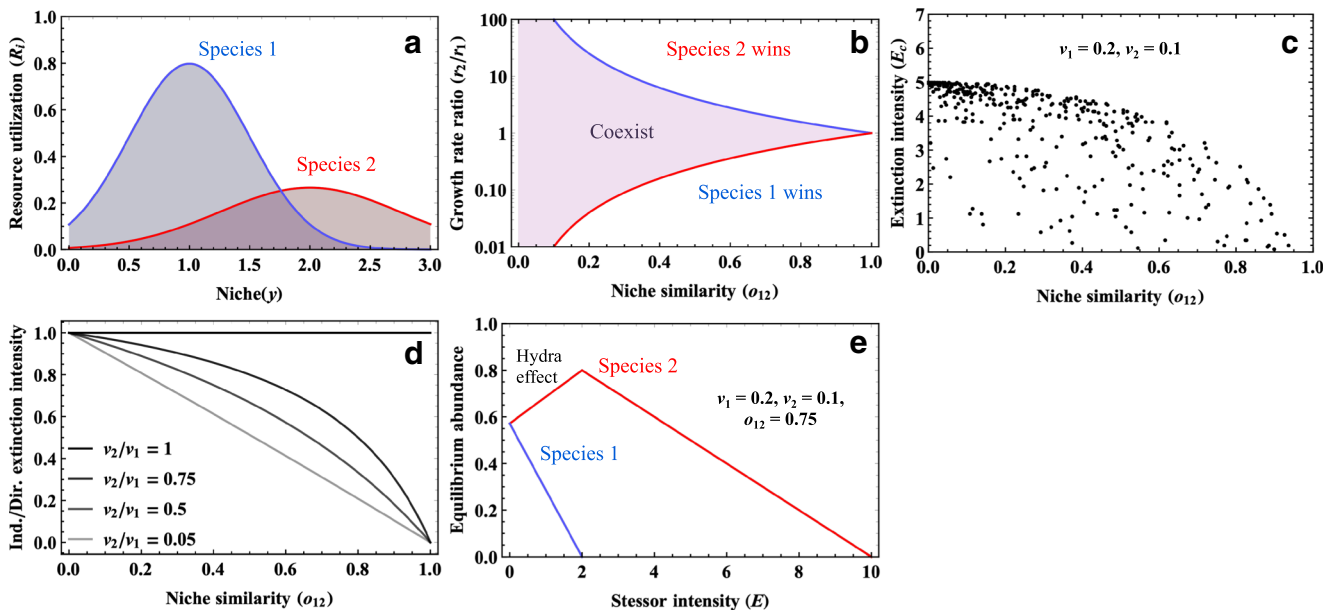 a
Species 1
Species 2
Resource utilization (Ri)
1.0
0.8
0.6
0.4
0.2
0.0
0.0 0.5 1.0 1.5 2.0 2.5 3.0
Niche(y)
b
Species 2 wins
Coexist
Species 1 wins
Growth rate ratio (r2/r1)
100
10
1
0.10
0.01
0.0 0.2 0.4 0.6 0.8 1.0
Niche similarity (o12)
c
v1 = 0.2, v2 = 0.1
Extinction intensity (Ec)
7
6
5
4
3
2
1
0
0.0 0.2 0.4 0.6 0.8 1.0
Niche similarity (o12)
d
Ind./Dir. extinction intensity
1.0
0.8
0.6
0.4
0.2
0.0
v2/v1 = 1
v2/v1 = 0.75
v2/v1 = 0.5
v2/v1 = 0.05
0.0 0.2 0.4 0.6 0.8 1.0
Niche similarity (o12)
e
Hydra
effect
Species 2
Species 1
v1 = 0.2, v2 = 0.1,
o12 = 0.75
Equilibrium abundance
1.0
0.8
0.6
0.4
0.2
0.0
0 2 4 6 8 10
Stessor intensity (E)